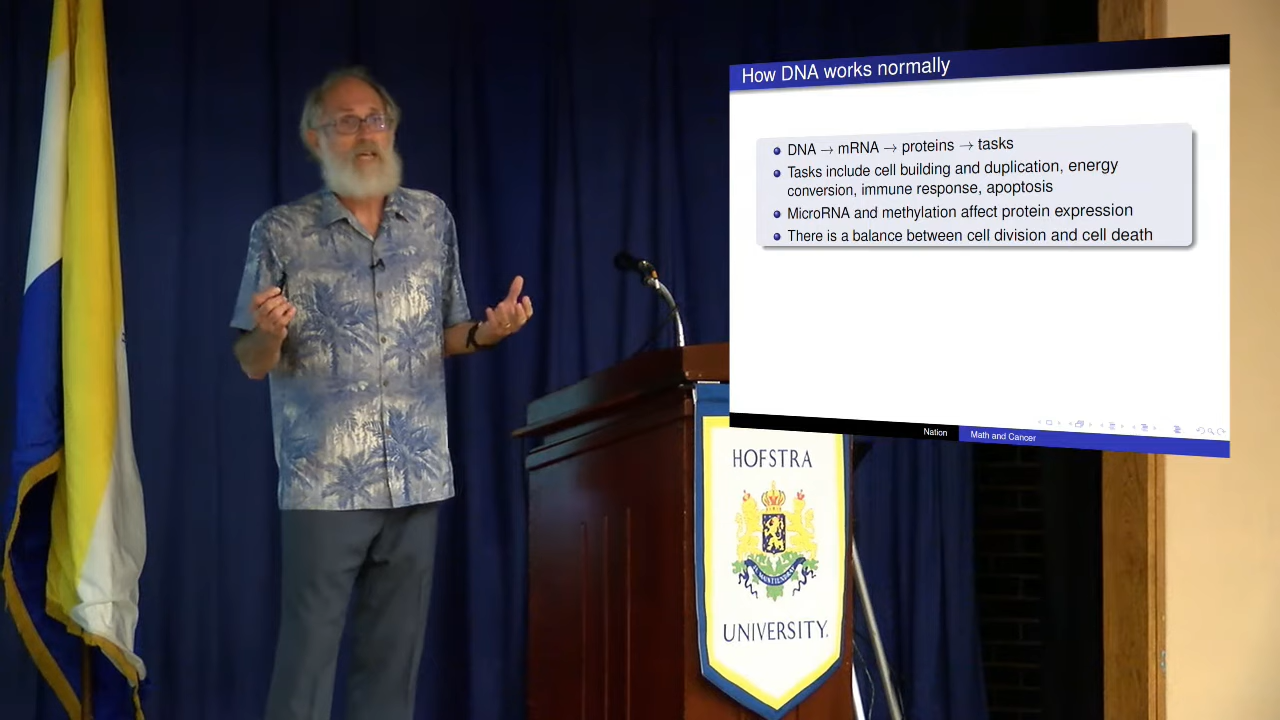 How DNA works normally
DNA → mRNA → proteins → tasks
Tasks include cell building and duplication, energy
conversion, immune response, apoptosis
MicroRNA and methylation affect protein expression
There is a balance between cell division and cell death
Nation
Math and Cancer
HOFSTRA
UNIVERSITY.